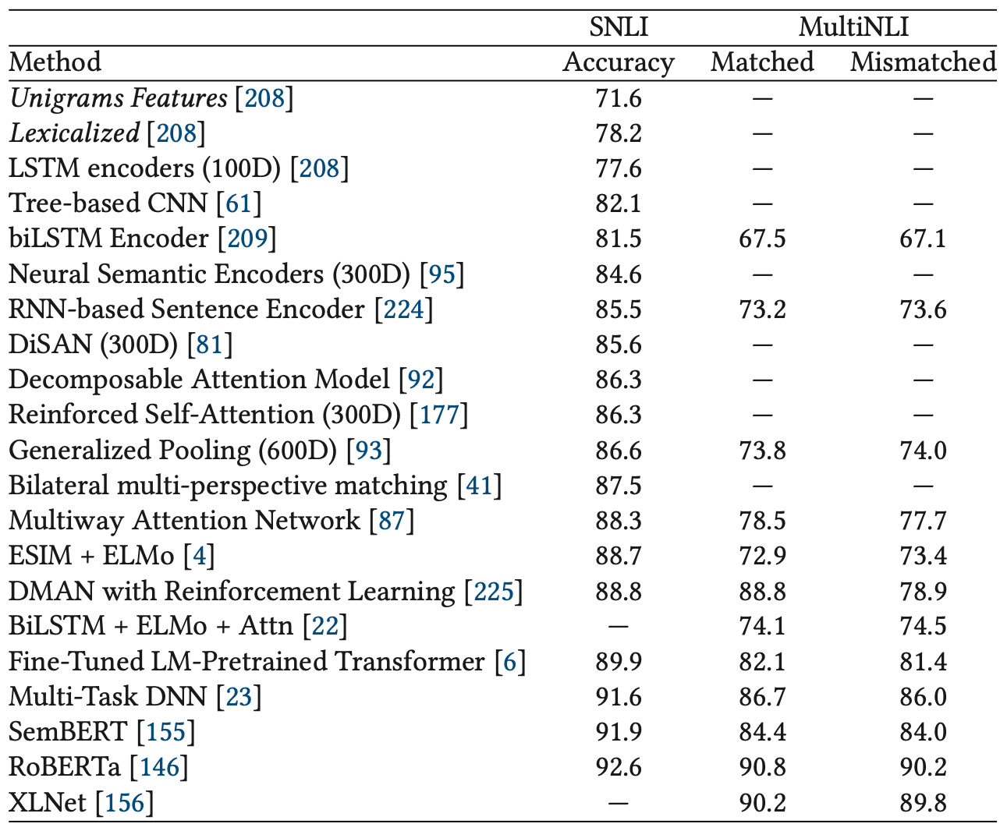 SNLI MultiNLI
Method Accuracy Matched Mismatched
Unigrams Features [208] 71.6 — —
Lexicalized [208] 78.2 — —
LSTM encoders (100D) [208] 77.6 — —
Tree-based CNN [61] 82.1 — —
biLSTM Encoder [209] 81.5 67.5 67.1
Neural Semantic Encoders (300D) [95] 84.6 — —
RNN-based Sentence Encoder [224] 85.5 73.2 73.6
DiSAN (300D) [81] 85.6 — —
Decomposable Attention Model [92] 86.3 — —
Reinforced Self-Attention (300D) [177] 86.3 — —
Generalized Pooling (600D) [93] 86.6 73.8 74.0
Bilateral multi-perspective matching [41] 87.5 — —
Multiway Attention Network [87] 88.3 78.5 77.7
ESIM + ELMo [4] 88.7 72.9 73.4
DMAN with Reinforcement Learning [225] 88.8 88.8 78.9
BiLSTM + ELMo + Attn [22] — 74.1 74.5
Fine-Tuned LM-Pretrained Transformer [6] 89.9 82.1 81.4
Multi-Task DNN [23] 91.6 86.7 86.0
SemBERT [155] 91.9 84.4 84.0
RoBERTa [146] 92.6 90.8 90.2
XLNet [156] — 90.2 89.8